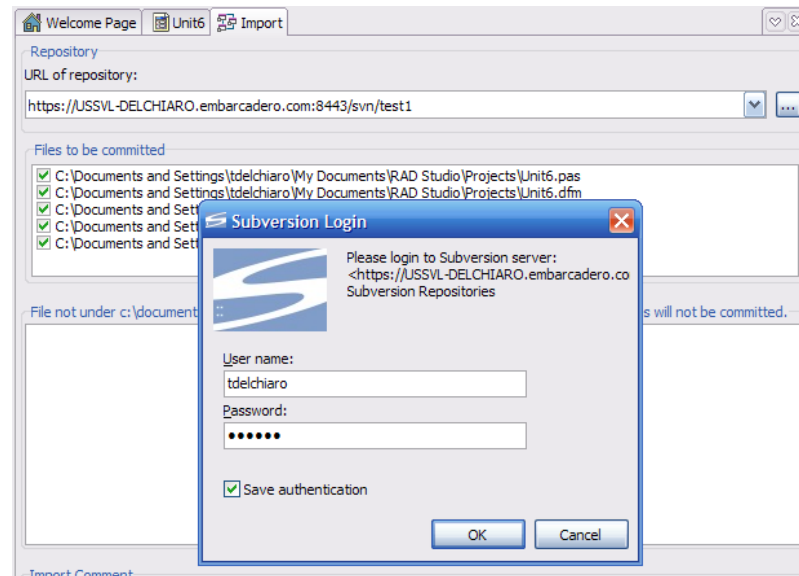 Welcome Page Unit6 Import
Repository
URL of repository:
https://USSVL-DELCHIARO.embarcadero.com:8443/svn/test1
...
Files to be committed
C:\Documents and Settings\tdelchiaro\My Documents\RAD Studio\Projects\Unit6.pas
C:\Documents and Settings\tdelchiaro\My Documents\RAD Studio\Projects\Unit6.dfm
C:\Documents and Sett
C:\Documents and Sett
C:\Documents and Sett
Subversion Login
Please login to Subversion server:
<https://USSVL-DELCHIARO.embarcadero.co
Subversion Repositories
File not under c:\document
s will not be committed.
User name:
tdelchiaro
Password:
••••••
Save authentication
OK Cancel
Import Comment